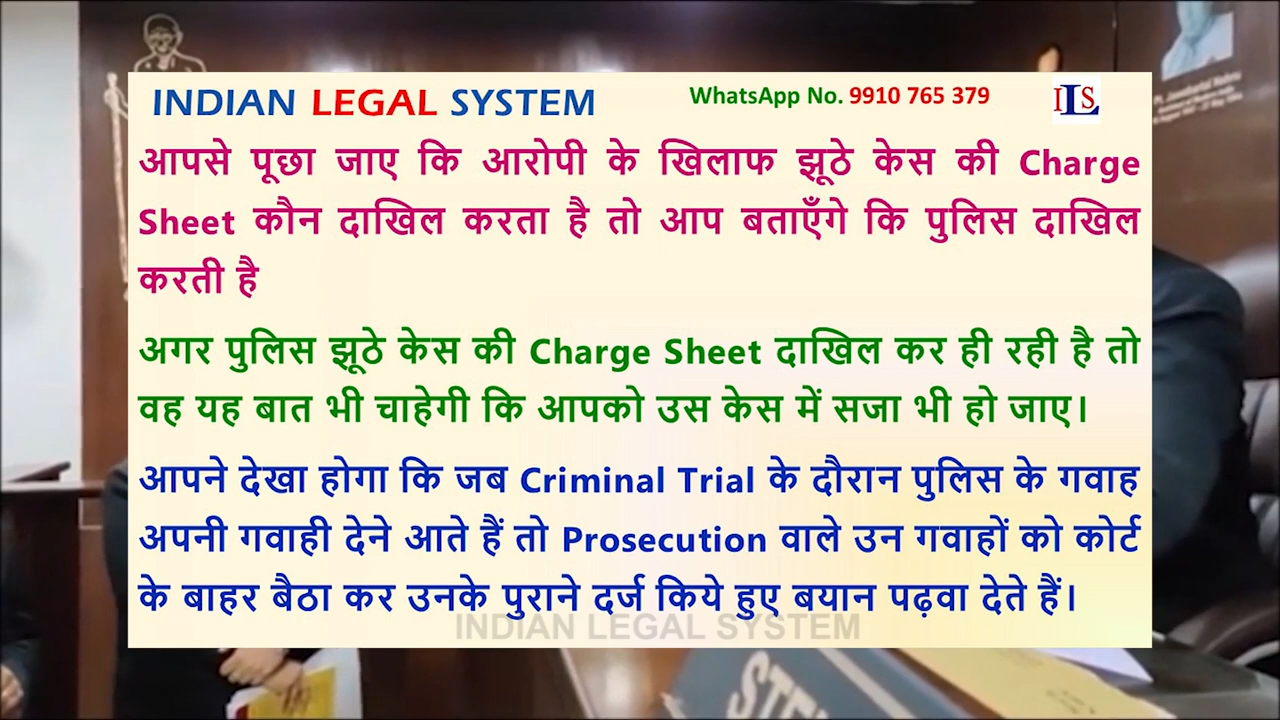 INDIAN LEGAL SYSTEM
WhatsApp No. 9910 765 379
ILS
आपसे पूछा जाए कि आरोपी के खिलाफ झूठे केस की Charge
Sheet कौन दाखिल करता है तो आप बताएँगे कि पुलिस दाखिल
करती है
अगर पुलिस झूठे केस की Charge Sheet दाखिल कर ही रही है तो
वह यह बात भी चाहेगी कि आपको उस केस में सजा भी हो जाए।
आपने देखा होगा कि जब Criminal Trial के दौरान पुलिस के गवाह
अपनी गवाही देने आते हैं तो Prosecution वाले उन गवाहों को कोर्ट
के बाहर बैठा कर उनके पुराने दर्ज किये हुए बयान पढ़वा देते हैं।
INDIAN LEGAL SYSTEM